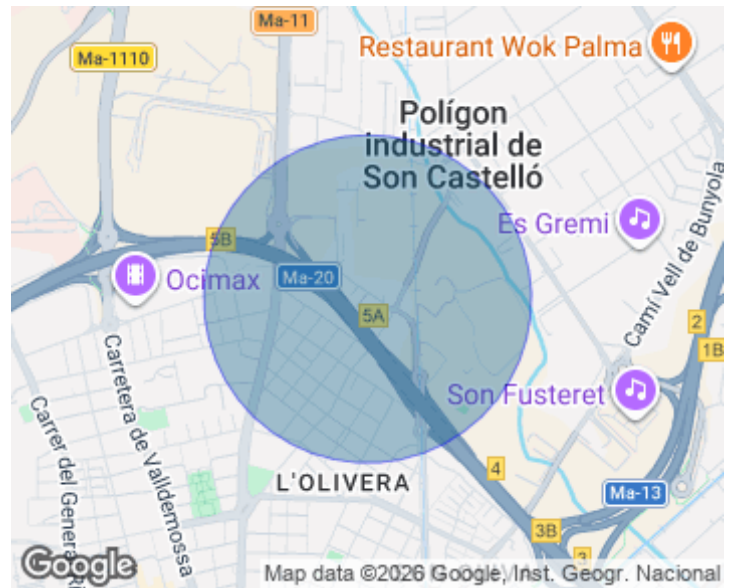 Ma-11
Restaurant Wok Palma
Ma-1110
Polígon
industrial de
Son Castelló
Es Gremi
5B
Ocimax
Ma-20
5A
Camí Vell de Bunyola
2
1B
Carretera de Valldemossa
Son Fusteret
Carrer del General
4
L'OLIVERA
Ma-13
3B
3
Google
Map data ©2026 Google, Inst. Geogr. Nacional